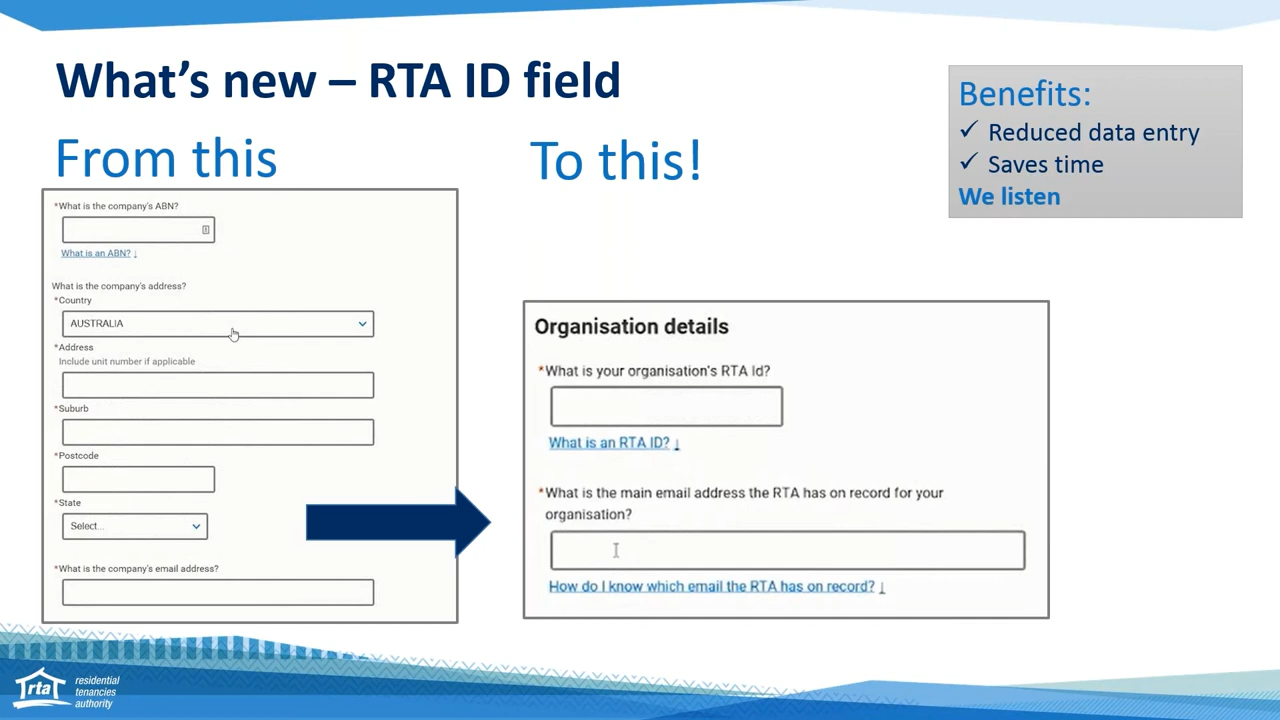 What's new – RTA ID field
From this
To this!
Benefits:
✓ Reduced data entry
✓ Saves time
We listen
*What is the company's ABN?
What is an ABN? ↓
What is the company's address?
*Country
AUSTRALIA
*Address
Include unit number if applicable
*Suburb
*Postcode
*State
Select...
*What is the company's email address?
Organisation details
*What is your organisation's RTA Id?
What is an RTA ID? ↓
*What is the main email address the RTA has on record for your
organisation?
How do I know which email the RTA has on record? ↓
rta
residential
tenancies
authority